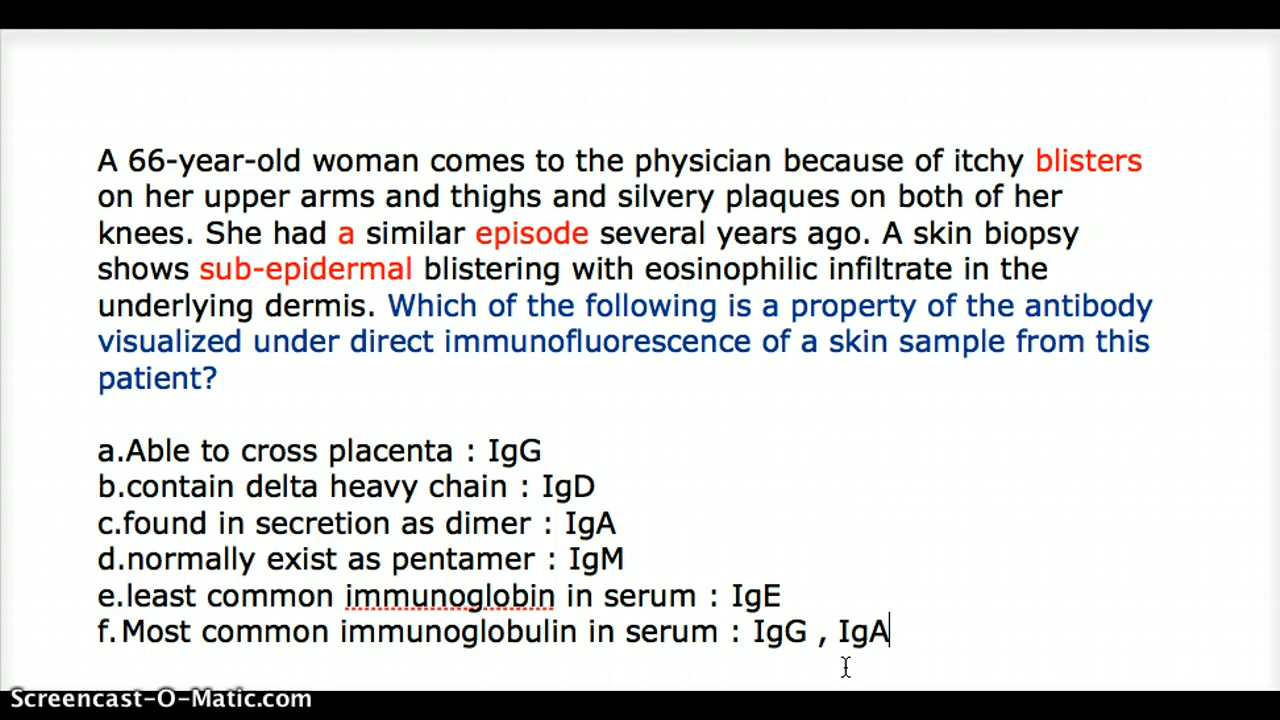 A 66-year-old woman comes to the physician because of itchy blisters
on her upper arms and thighs and silvery plaques on both of her
knees. She had a similar episode several years ago. A skin biopsy
shows sub-epidermal blistering with eosinophilic infiltrate in the
underlying dermis. Which of the following is a property of the antibody
visualized under direct immunofluorescence of a skin sample from this
patient?
a.Able to cross placenta : IgG
b.contain delta heavy chain : IgD
c.found in secretion as dimer : IgA
d.normally exist as pentamer : IgM
e.least common immunoglobin in serum : IgE
f.Most common immunoglobulin in serum : IgG , IgA
Screencast-O-Matic.com